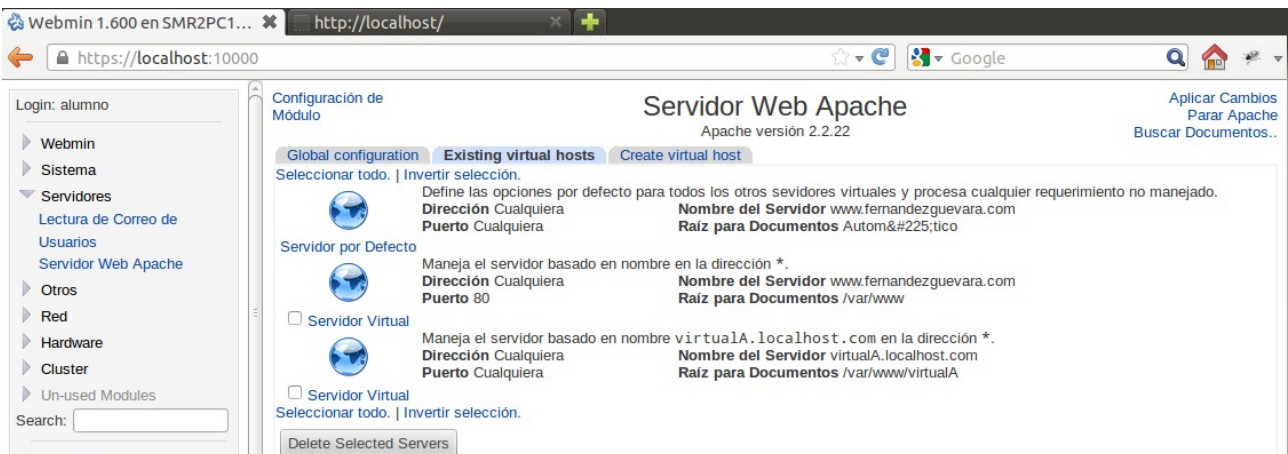 Webmin 1.600 en SMR2PC1...
http://localhost/
https://localhost:10000
Google
Login: alumno
Webmin
Sistema
Servidores
Lectura de Correo de
Usuarios
Servidor Web Apache
Otros
Red
Hardware
Cluster
Un-used Modules
Search:
Configuración de
Módulo
Servidor Web Apache
Apache versión 2.2.22
Aplicar Cambios
Parar Apache
Buscar Documentos..
Global configuration Existing virtual hosts Create virtual host
Seleccionar todo. | Invertir selección.
Define las opciones por defecto para todos los otros sevidores virtuales y procesa cualquier requerimiento no manejado.
Dirección Cualquiera Nombre del Servidor www.fernandezguevara.com
Puerto Cualquiera Raíz para Documentos Autom&#225;tico
Servidor por Defecto
Maneja el servidor basado en nombre en la dirección *.
Dirección Cualquiera Nombre del Servidor www.fernandezguevara.com
Puerto 80 Raíz para Documentos /var/www
Servidor Virtual
Maneja el servidor basado en nombre virtualA.localhost.com en la dirección *.
Dirección Cualquiera Nombre del Servidor virtualA.localhost.com
Puerto Cualquiera Raíz para Documentos /var/www/virtualA
Servidor Virtual
Seleccionar todo. | Invertir selección.
Delete Selected Servers